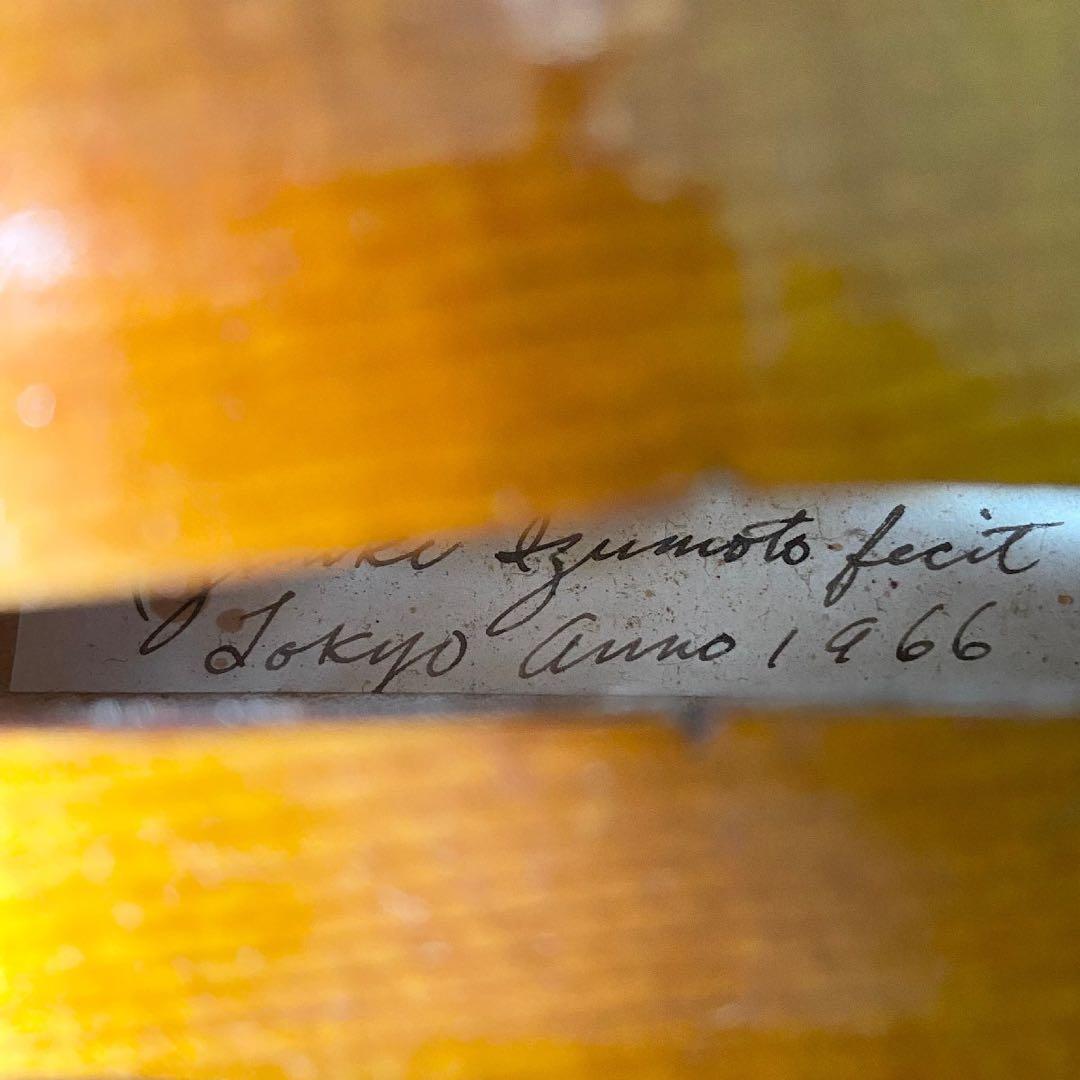 Izumoto fecit
Tokyo Anno 1966